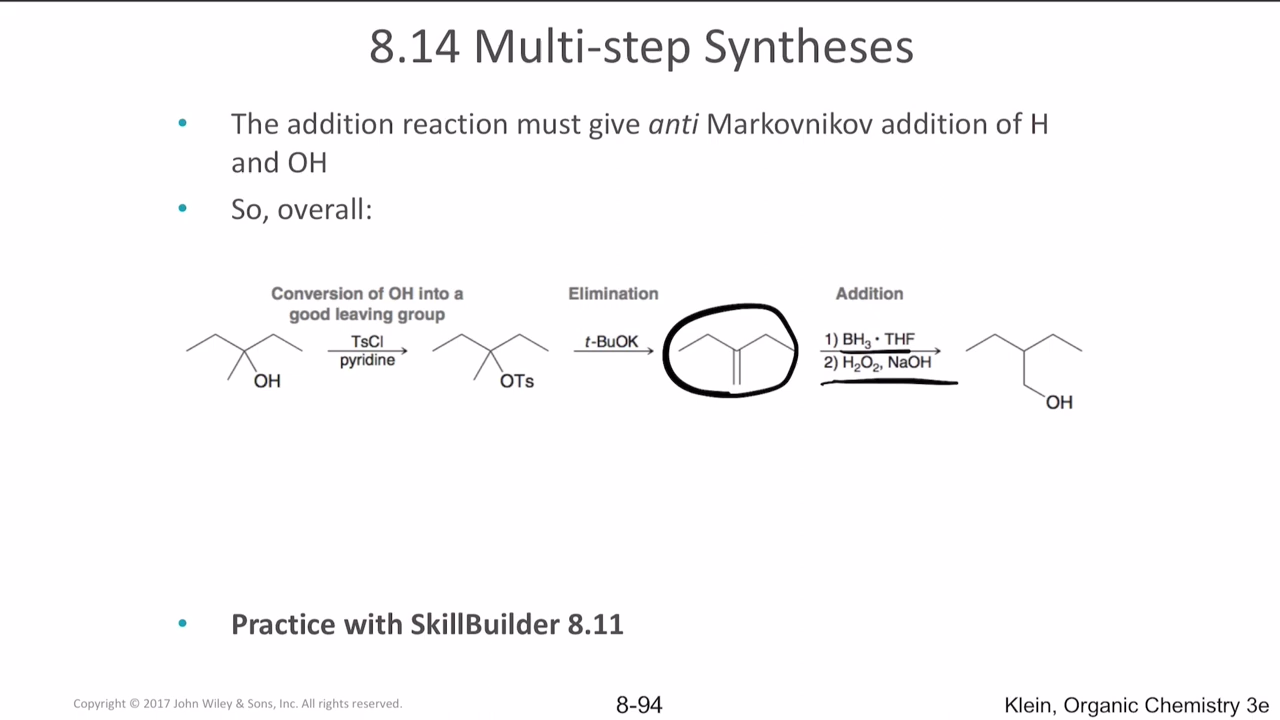 8.14 Multi-step Syntheses
• The addition reaction must give anti Markovnikov addition of H
and OH
• So, overall:
Conversion of OH into a
good leaving group
Elimination
Addition
TsCl
pyridine
t-BuOK
1) BH₃ • THF
2) H₂O₂, NaOH
OH
OTs
OH
• Practice with SkillBuilder 8.11
Copyright © 2017 John Wiley & Sons, Inc. All rights reserved.
8-94
Klein, Organic Chemistry 3e